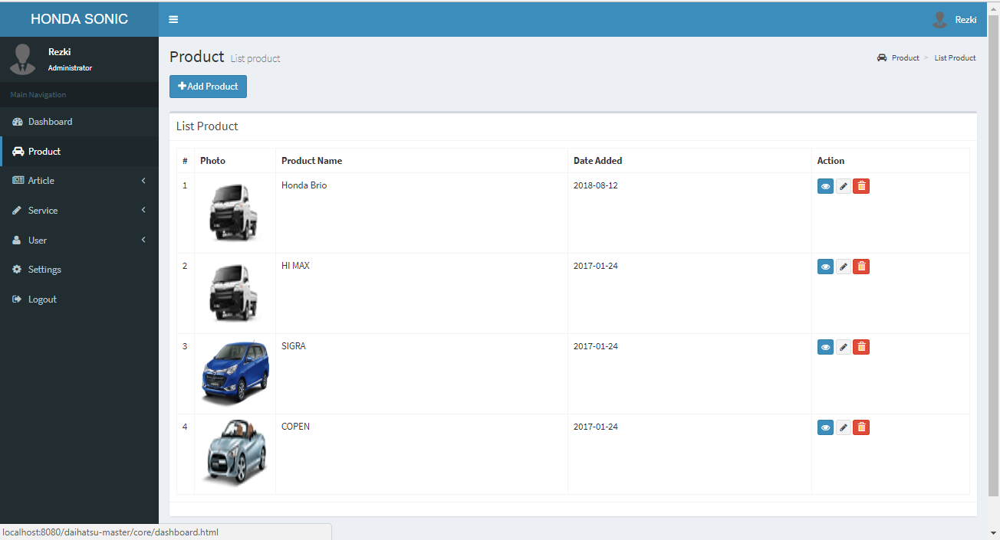 HONDA SONIC
Rezki
Rezki
Administrator
Main Navigation
Dashboard
Product
Article
Service
User
Settings
Logout
Product List product
Product > List Product
Add Product
List Product
# Photo Product Name Date Added Action
1 Honda Brio 2018-08-12
2 HI MAX 2017-01-24
3 SIGRA 2017-01-24
4 COPEN 2017-01-24
localhost:8080/daihatsu-master/core/dashboard.html